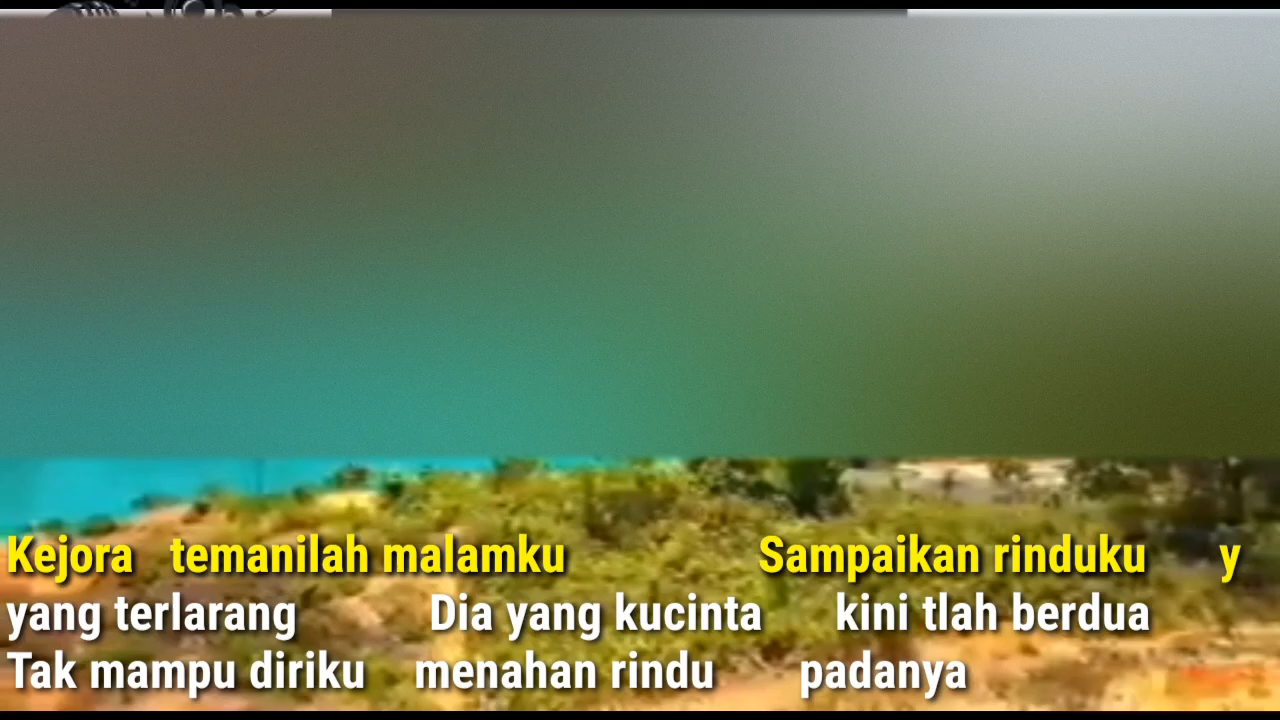 Kejora temanilah malamku Sampaikan rinduku y
yang terlarang Dia yang kucinta kini tlah berdua
Tak mampu diriku menahan rindu padanya